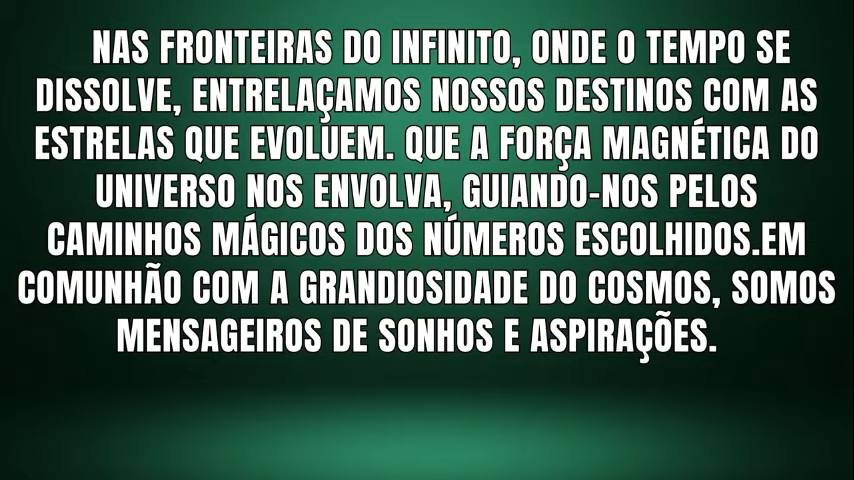 NAS FRONTEIRAS DO INFINITO, ONDE O TEMPO SE
DISSOLVE, ENTRELAÇAMOS NOSSOS DESTINOS COM AS
ESTRELAS QUE EVOLUEM. QUE A FORÇA MAGNÉTICA DO
UNIVERSO NOS ENVOLVA, GUIANDO-NOS PELOS
CAMINHOS MÁGICOS DOS NÚMEROS ESCOLHIDOS.EM
COMUNHÃO COM A GRANDIOSIDADE DO COSMOS, SOMOS
MENSAGEIROS DE SONHOS E ASPIRAÇÕES.